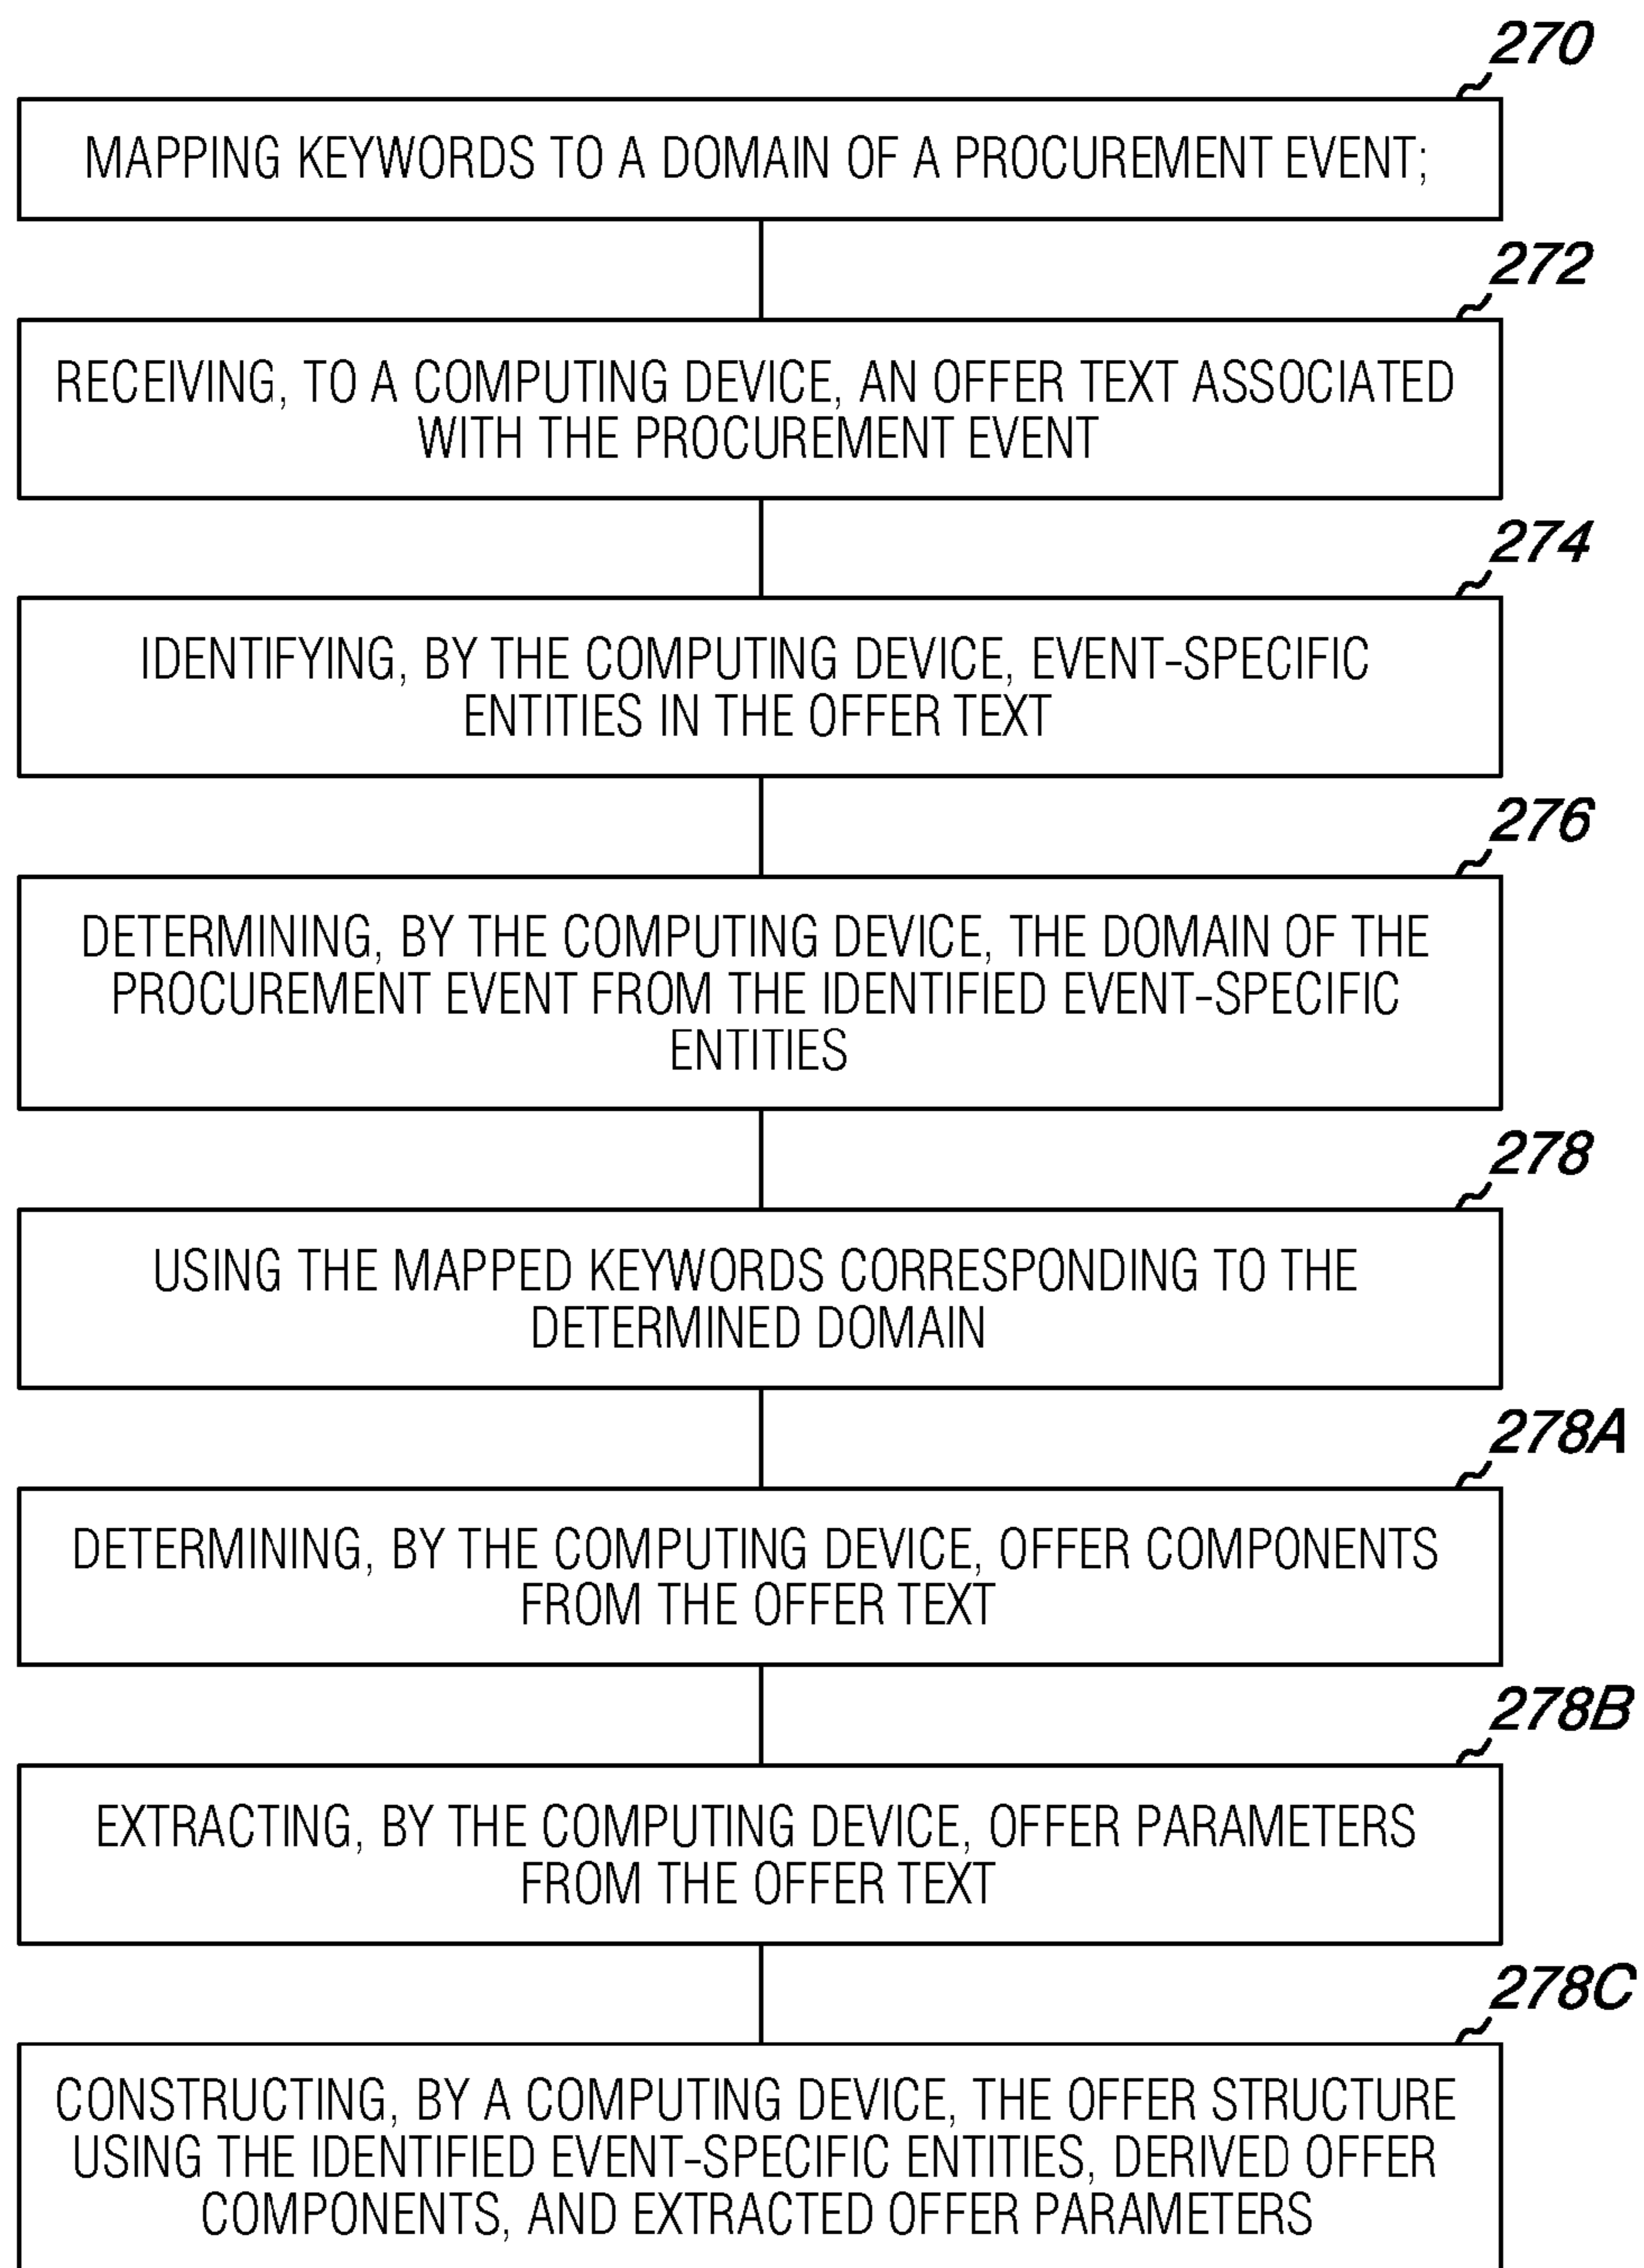 270
MAPPING KEYWORDS TO A DOMAIN OF A PROCUREMENT EVENT;
272
RECEIVING, TO A COMPUTING DEVICE, AN OFFER TEXT ASSOCIATED
WITH THE PROCUREMENT EVENT
274
IDENTIFYING, BY THE COMPUTING DEVICE, EVENT-SPECIFIC
ENTITIES IN THE OFFER TEXT
276
DETERMINING, BY THE COMPUTING DEVICE, THE DOMAIN OF THE
PROCUREMENT EVENT FROM THE IDENTIFIED EVENT-SPECIFIC
ENTITIES
278
USING THE MAPPED KEYWORDS CORRESPONDING TO THE
DETERMINED DOMAIN
278A
DETERMINING, BY THE COMPUTING DEVICE, OFFER COMPONENTS
FROM THE OFFER TEXT
278B
EXTRACTING, BY THE COMPUTING DEVICE, OFFER PARAMETERS
FROM THE OFFER TEXT
278C
CONSTRUCTING, BY A COMPUTING DEVICE, THE OFFER STRUCTURE
USING THE IDENTIFIED EVENT-SPECIFIC ENTITIES, DERIVED OFFER
COMPONENTS, AND EXTRACTED OFFER PARAMETERS